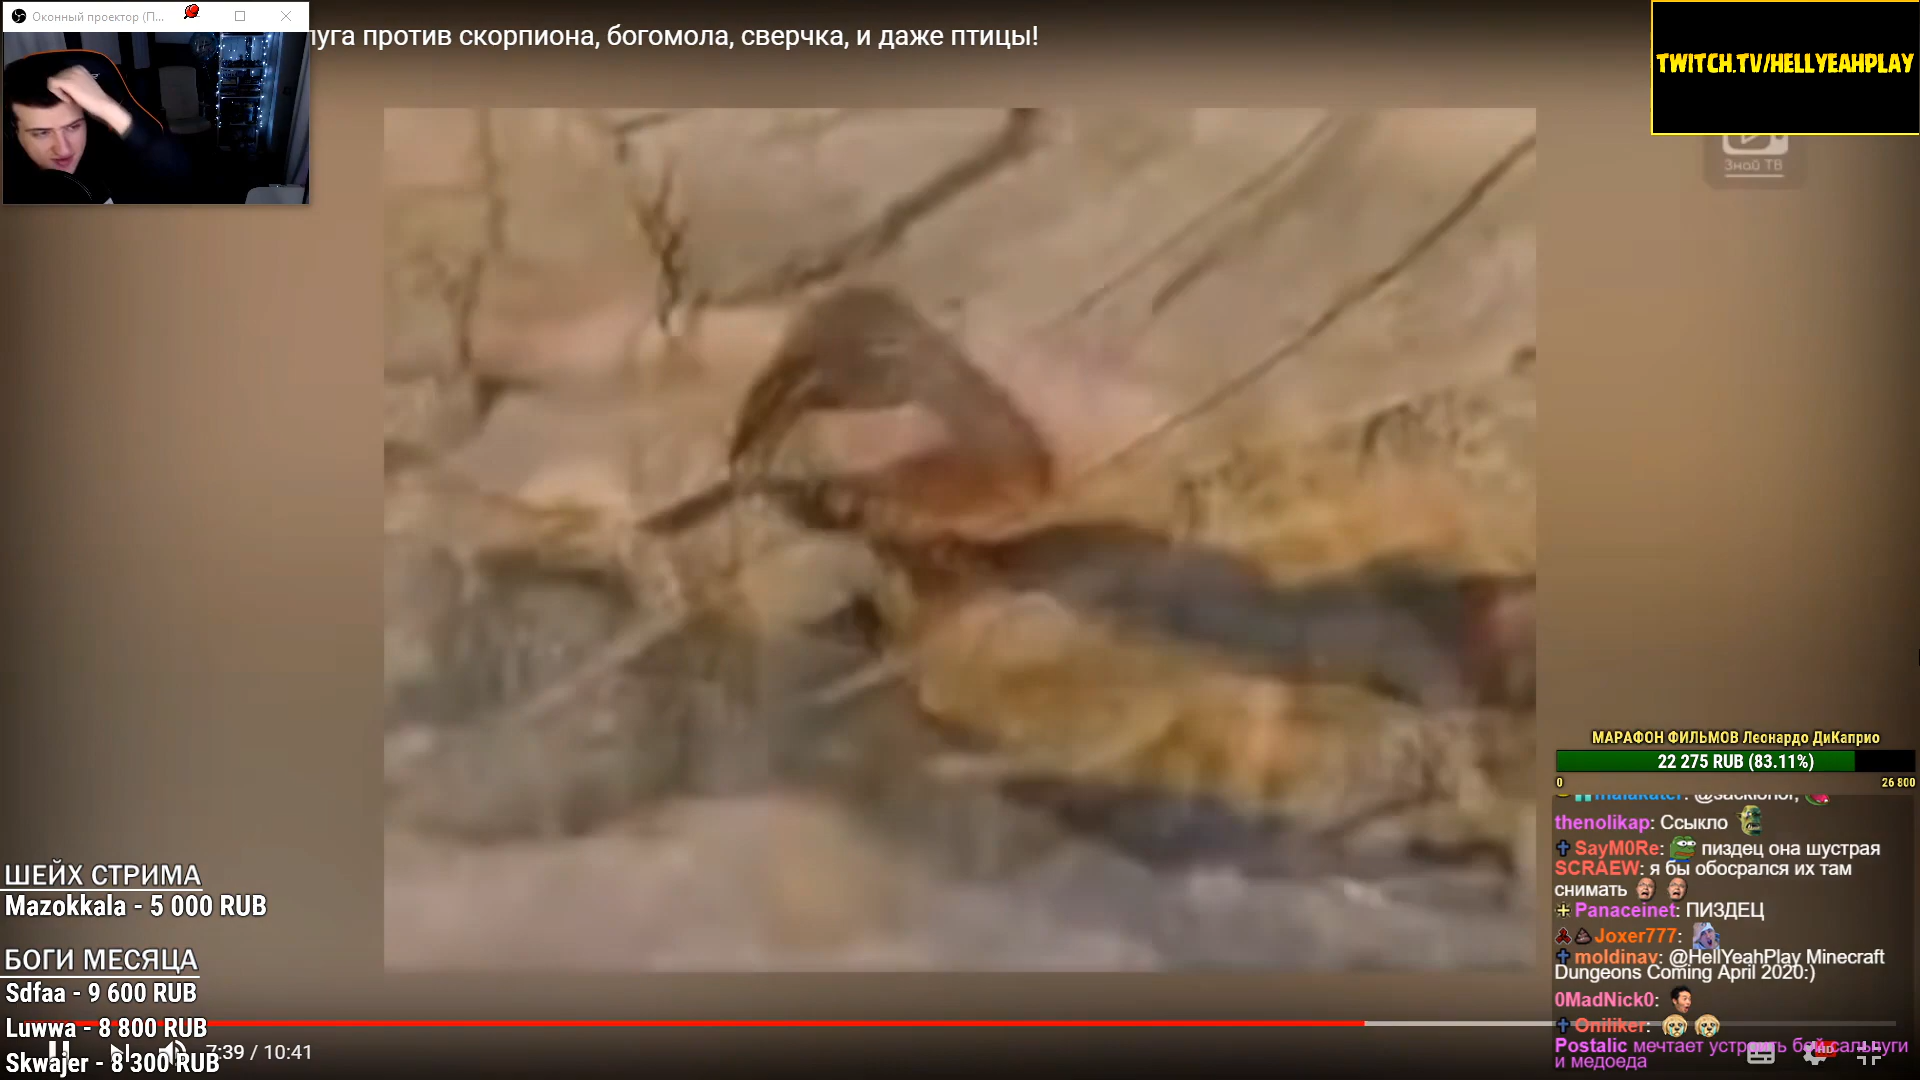 Оконный проектор (П...
луга против скорпиона, богомола, сверчка, и даже птицы!
TWITCH.TV/HELLYEAHPLAY
Знай ТВ
МАРАФОН ФИЛЬМОВ Леонардо ДиКаприо
22 275 RUB (83.11%)
0
26 800
thenolikap: Ссыкло
SayM0Re: пиздец она шустрая
SCRAEW: я бы обосрался их там
снимать
Panaceinet: ПИЗДЕЦ
Joxer777:
moldinav: @HellYeahPlay Minecraft
Dungeons Coming April 2020:)
0MadNick0:
Oniliker:
Postalic мечтает устроить бой сальпуги
и медоеда
HD
ШЕЙХ СТРИМА
Mazokkala - 5 000 RUB
БОГИ МЕСЯЦА
Sdfaa - 9 600 RUB
Luwwa - 8 800 RUB
Skwajer - 8 300 RUB
7:39 / 10:41